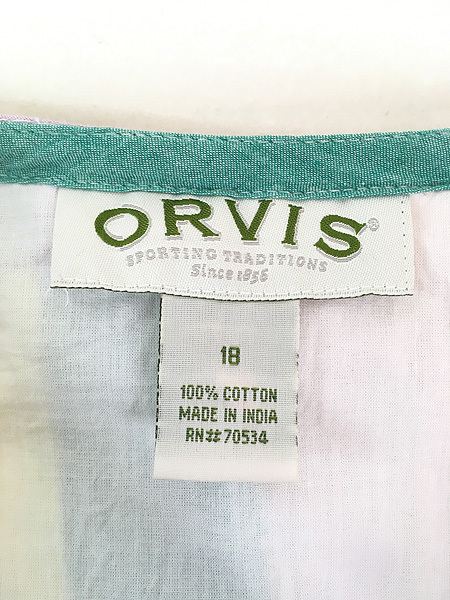 ORVIS®
SPORTING TRADITIONS
Since 1856
18
100% COTTON
MADE IN INDIA
RN#70534